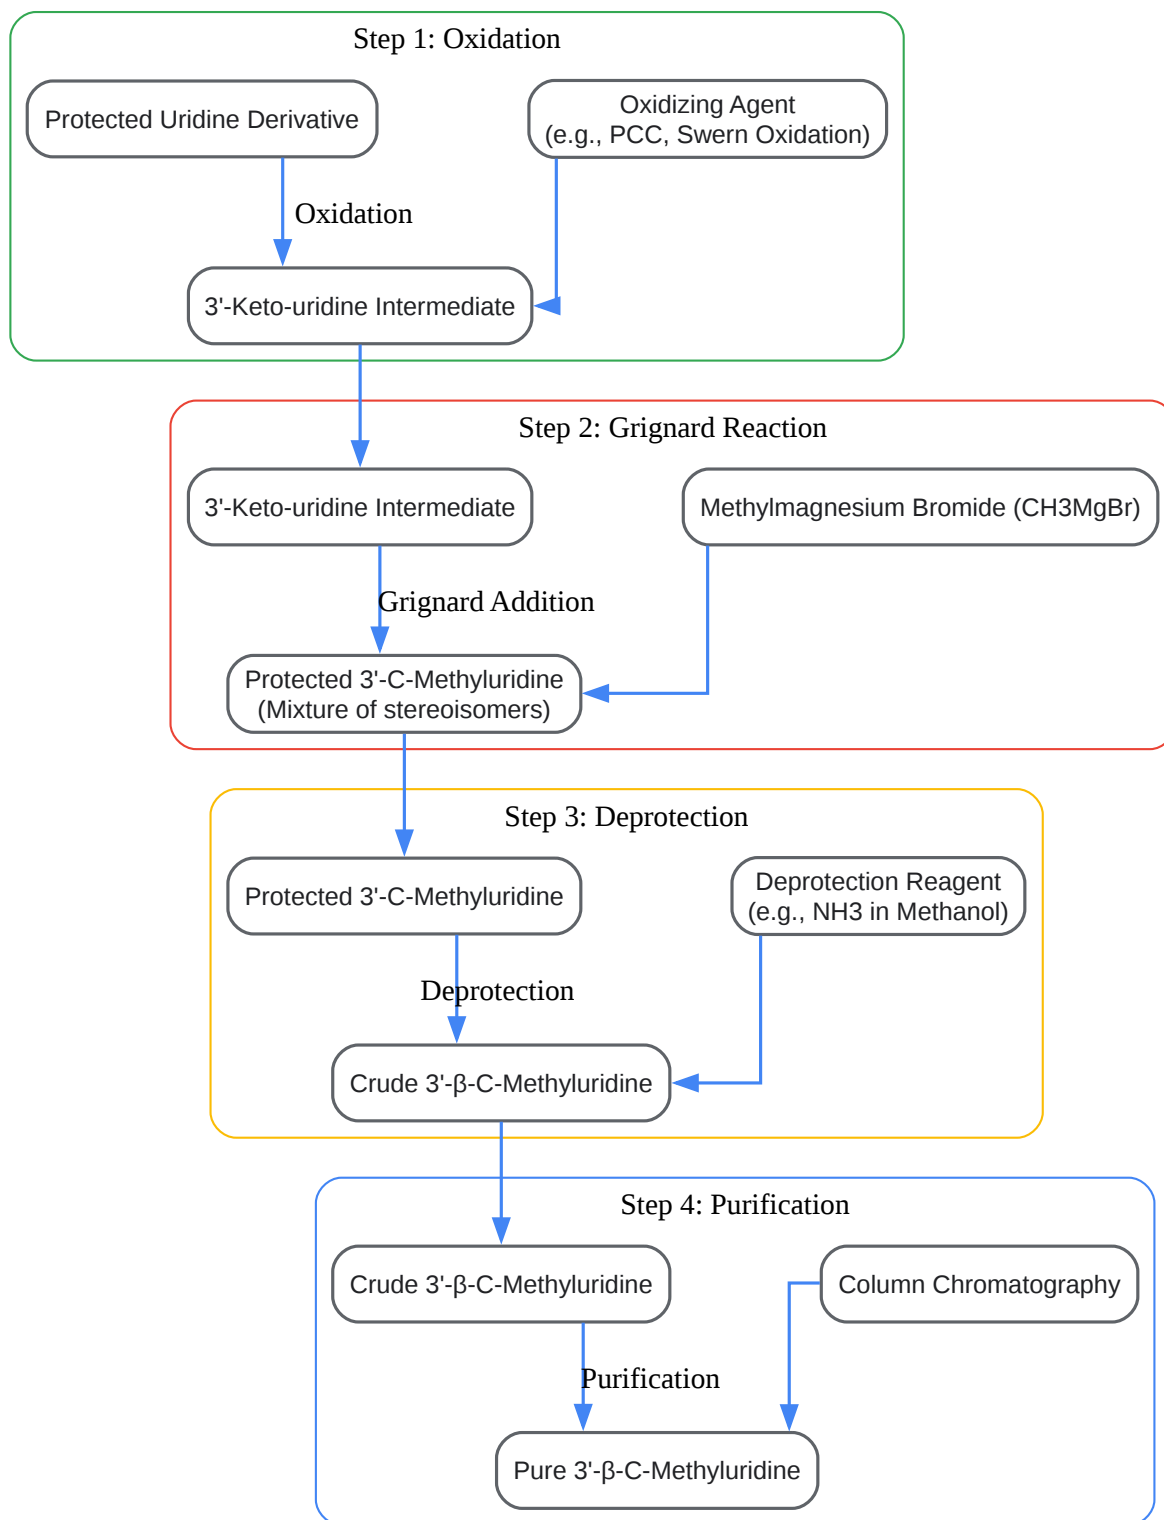 Step 1: Oxidation
Protected Uridine Derivative
Oxidizing Agent
(e.g., PCC, Swern Oxidation)
Oxidation
3'-Keto-uridine Intermediate
Step 2: Grignard Reaction
3'-Keto-uridine Intermediate
Methylmagnesium Bromide (CH3MgBr)
Grignard Addition
Protected 3'-C-Methyluridine
(Mixture of stereoisomers)
Step 3: Deprotection
Protected 3'-C-Methyluridine
Deprotection Reagent
(e.g., NH3 in Methanol)
Deprotection
Crude 3'-β-C-Methyluridine
Step 4: Purification
Crude 3'-β-C-Methyluridine
Column Chromatography
Purification
Pure 3'-β-C-Methyluridine